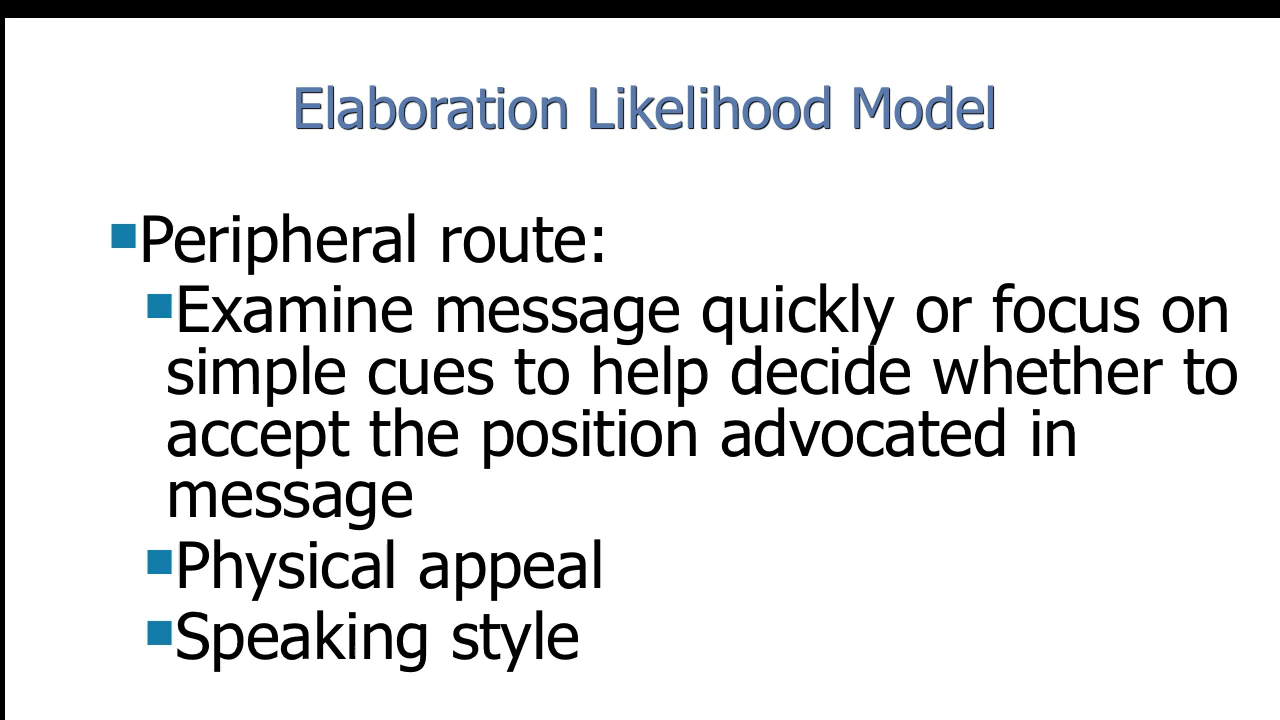 Elaboration Likelihood Model
■Peripheral route:
■Examine message quickly or focus on
simple cues to help decide whether to
accept the position advocated in
message
■Physical appeal
■Speaking style